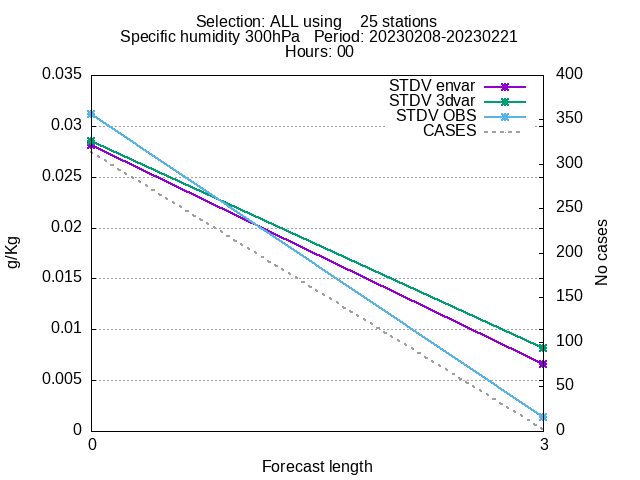 Selection: ALL using    25 stations
Specific humidity 300hPa   Period: 20230208-20230221
Hours: 00
STDV envar
STDV 3dvar
STDV OBS
CASES
g/Kg
0.035
0.03
0.025
0.02
0.015
0.01
0.005
0
400
350
300
250
200
150
100
50
0
No cases
0 3
Forecast length